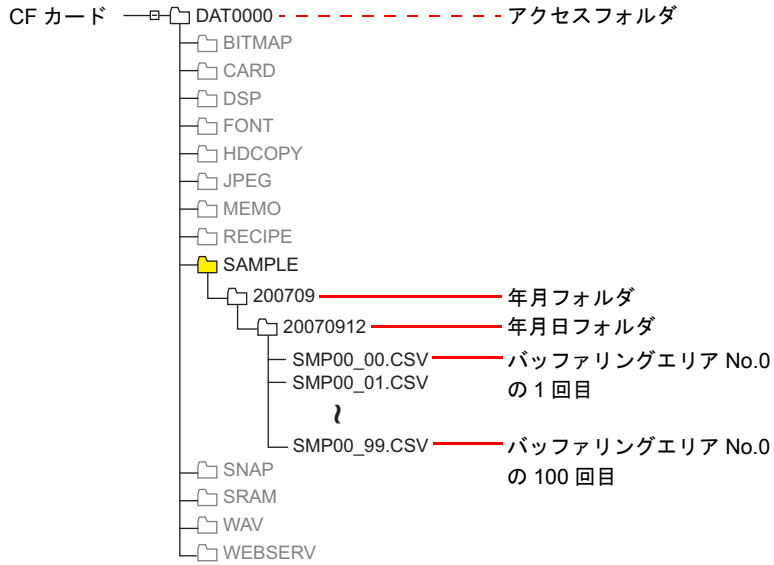 CF カード DAT0000 アクセスフォルダ
BITMAP
CARD
DSP
FONT
HDCOPY
JPEG
MEMO
RECIPE
SAMPLE
200709 年月フォルダ
20070912 年月日フォルダ
SMP00_00.CSV バッファリングエリア No.0
SMP00_01.CSV の 1 回目
~
SMP00_99.CSV バッファリングエリア No.0
SNAP の 100 回目
SRAM
WAV
WEBSERV